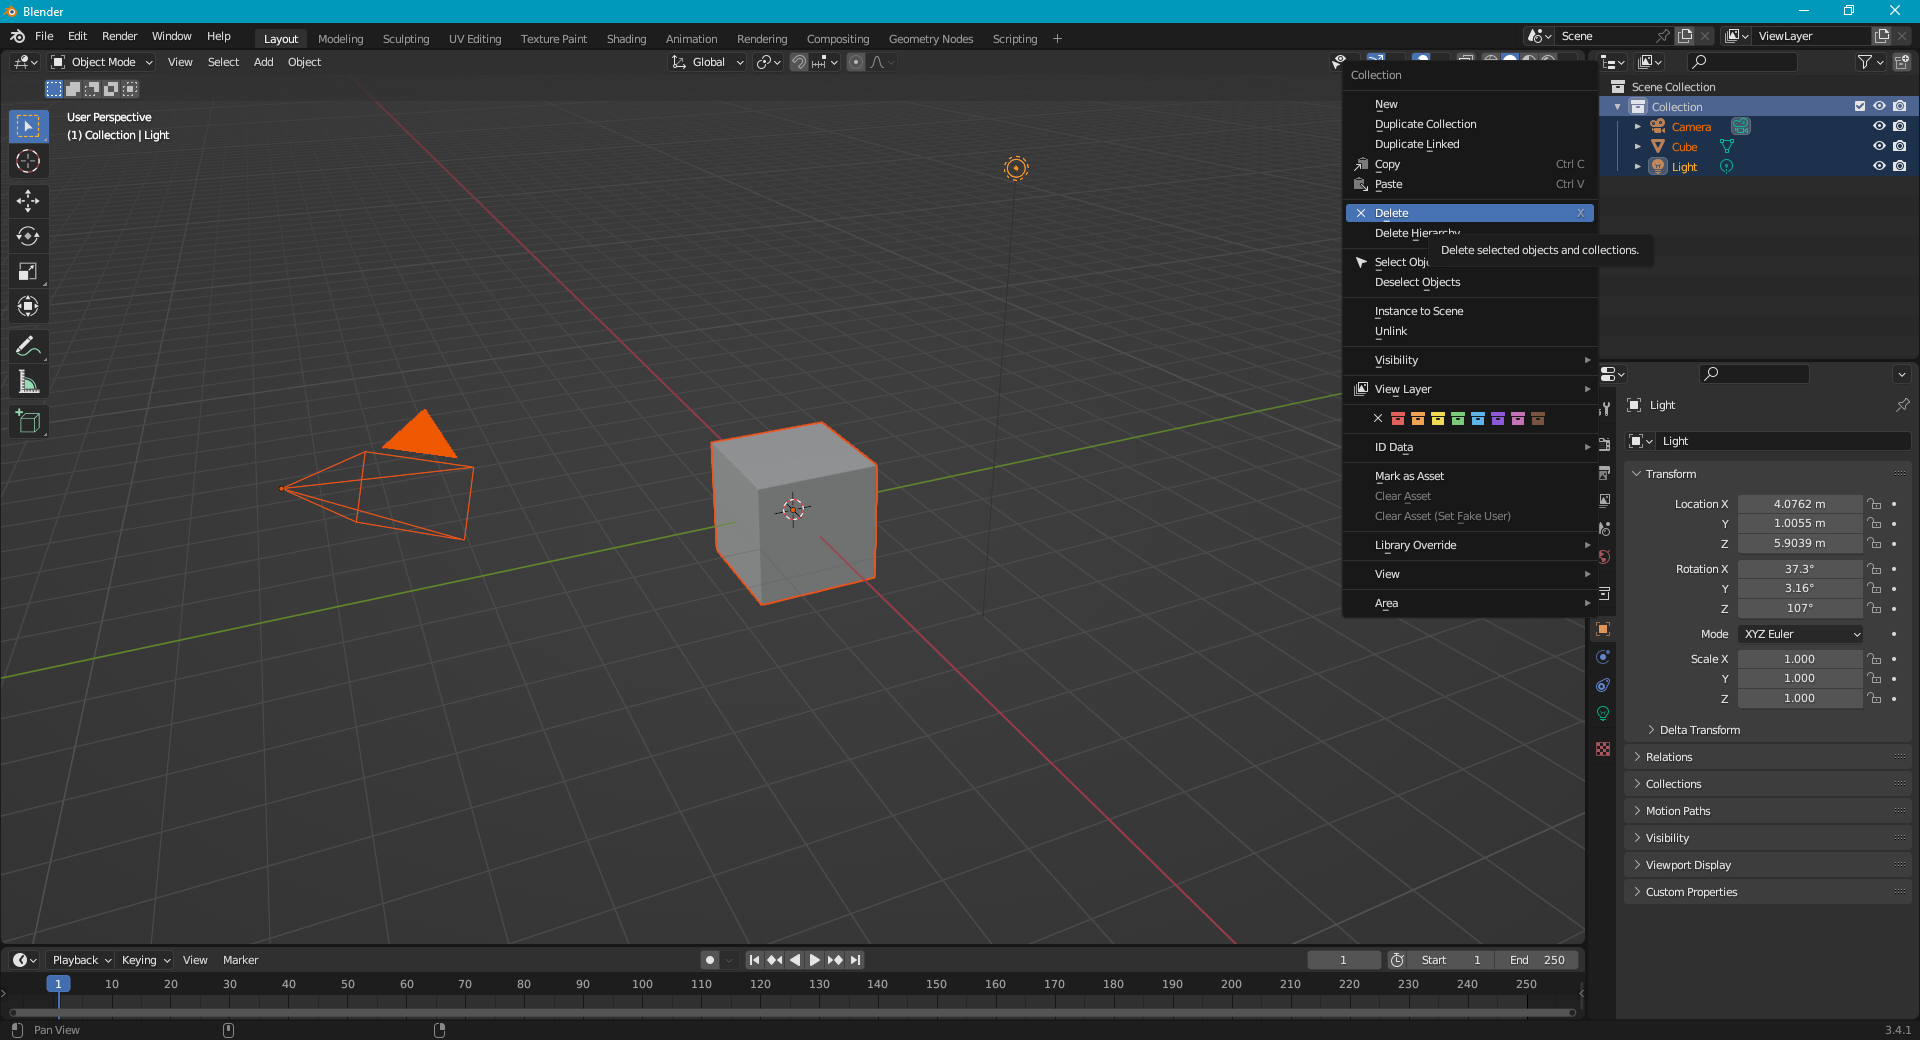 Blender
File Edit Render Window Help Layout Modeling Sculpting UV Editing Texture Paint Shading Animation Rendering Compositing Geometry Nodes Scripting + Scene ViewLayer
Object Mode View Select Add Object Global
User Perspective
(1) Collection | Light
Collection
New
Duplicate Collection
Duplicate Linked
Copy Ctrl C
Paste Ctrl V
Delete X
Delete Hierarchy
Delete selected objects and collections.
Select
Deselect Objects
Instance to Scene
Unlink
Visibility
View Layer
ID Data
Mark as Asset
Clear Asset
Clear Asset (Set Fake User)
Library Override
View
Area
Scene Collection
Collection
Camera
Cube
Light
Light
Light
Transform
Location X 4.0762 m
Y 1.0055 m
Z 5.9039 m
Rotation X 37.3°
Y 3.16°
Z 107°
Mode XYZ Euler
Scale X 1.000
Y 1.000
Z 1.000
Delta Transform
Relations
Collections
Motion Paths
Visibility
Viewport Display
Custom Properties
Playback Keying View Marker 1 Start 1 End 250
1 10 20 30 40 50 60 70 80 90 100 110 120 130 140 150 160 170 180 190 200 210 220 230 240 250
Pan View 3.4.1